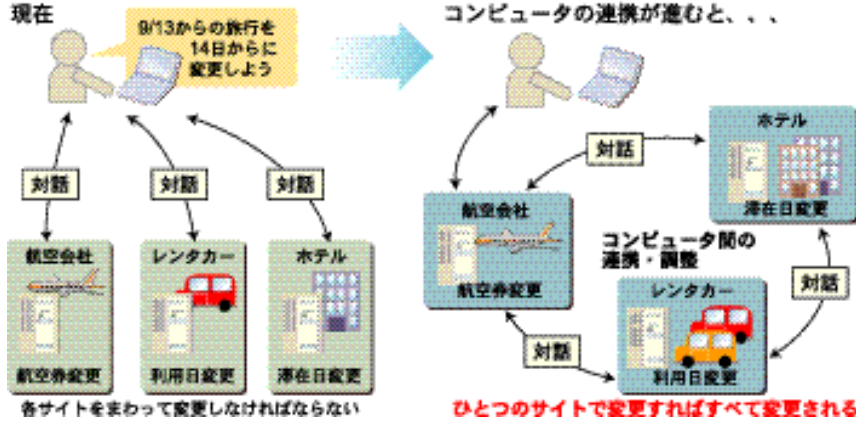 現在
9/13からの旅行を
14日からに
変更しよう
対話
対話
対話
航空会社
航空券変更
レンタカー
利用日変更
ホテル
滞在日変更
各サイトをまわって変更しなければならない
コンピュータの連携が進むと、、、
対話
ホテル
滞在日変更
航空会社
航空券変更
コンピュータ間の
連携・調整
対話
レンタカー
利用日変更
対話
ひとつのサイトで変更すればすべて変更される